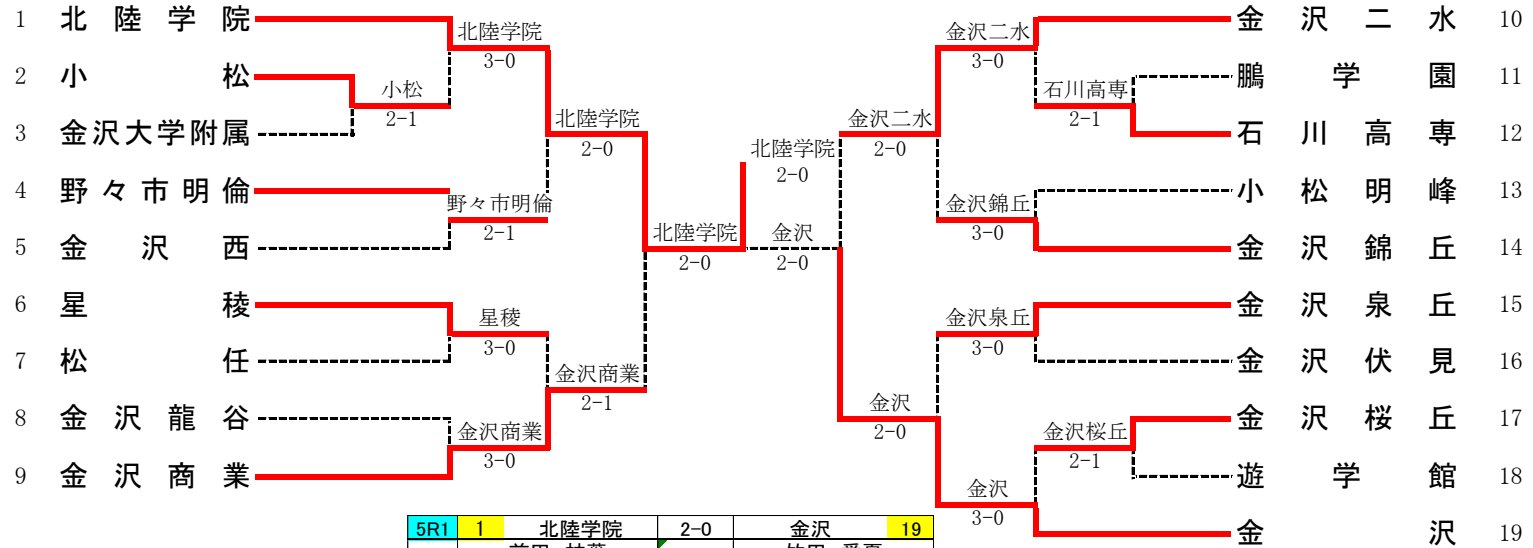 1 北陸学院
2 小松
3 金沢大学附属
4 野々市明倫
5 金沢西
6 星稜
7 松任
8 金沢龍谷
9 金沢商業
北陸学院
3-0
小松
2-1
野々市明倫
2-1
星稜
3-0
金沢商業
3-0
北陸学院
2-0
金沢商業
2-1
北陸学院
2-0
北陸学院
2-0
金沢
2-0
金沢二水
2-0
金沢
2-0
金沢二水
3-0
金沢錦丘
3-0
金沢泉丘
3-0
金沢
3-0
石川高専
2-1
金沢桜丘
2-1
金沢二水 10
鵬学園 11
石川高専 12
小松明峰 13
金沢錦丘 14
金沢泉丘 15
金沢伏見 16
金沢桜丘 17
遊学館 18
金沢 19
5R1 1 北陸学院 2-0 金沢 19